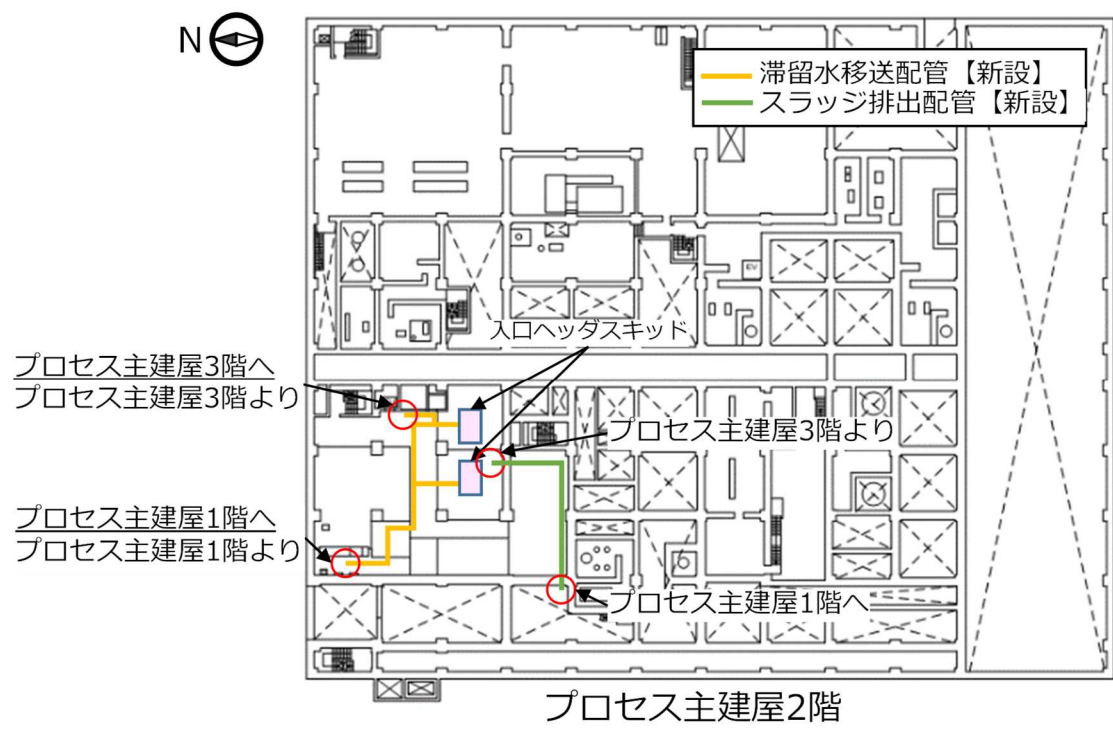 N
滞留水移送配管【新設】
スラッジ排出配管【新設】
EV
入口ヘッダスキッド
プロセス主建屋3階へ
プロセス主建屋3階より
プロセス主建屋3階より
プロセス主建屋1階へ
プロセス主建屋1階より
プロセス主建屋1階へ
プロセス主建屋2階